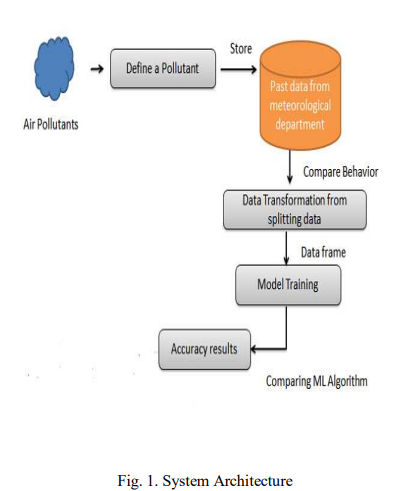 Store
Define a Pollutant
Air Pollutants
Past data from
meteorological
department
Compare Behavior
Data Transformation from
splitting data
Data frame
Model Training
Accuracy results
Comparing ML Algorithm
Fig. 1. System Architecture